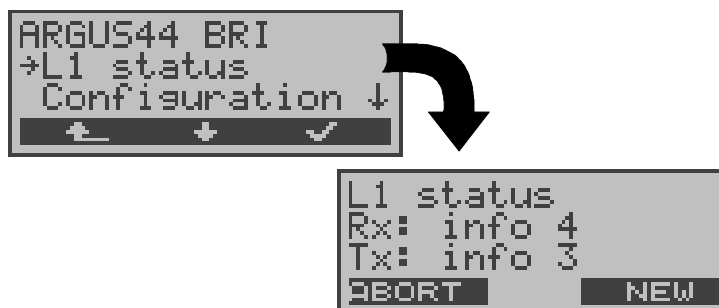 ARGUS44 BRI
→L1 status
Configuration ↓
L1 status
Rx: info 4
Tx: info 3
ABORT NEW